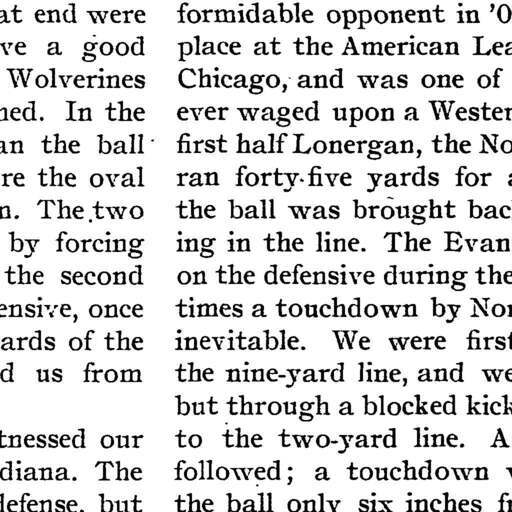 at end were
ve a good
Wolverines
ned. In the
an the ball
re the oval
n. The two
by forcing
the second
ensive, once
ards of the
d us from
tnessed our
diana. The
defense, but
formidable opponent in '0
place at the American Lea
Chicago, and was one of
ever waged upon a Wester
first half Lonergan, the No
ran forty-five yards for a
the ball was brought bac
ing in the line. The Evan
on the defensive during the
times a touchdown by Nor
inevitable. We were first
the nine-yard line, and we
but through a blocked kick
to the two-yard line. A
followed; a touchdown w
the ball only six inches fr